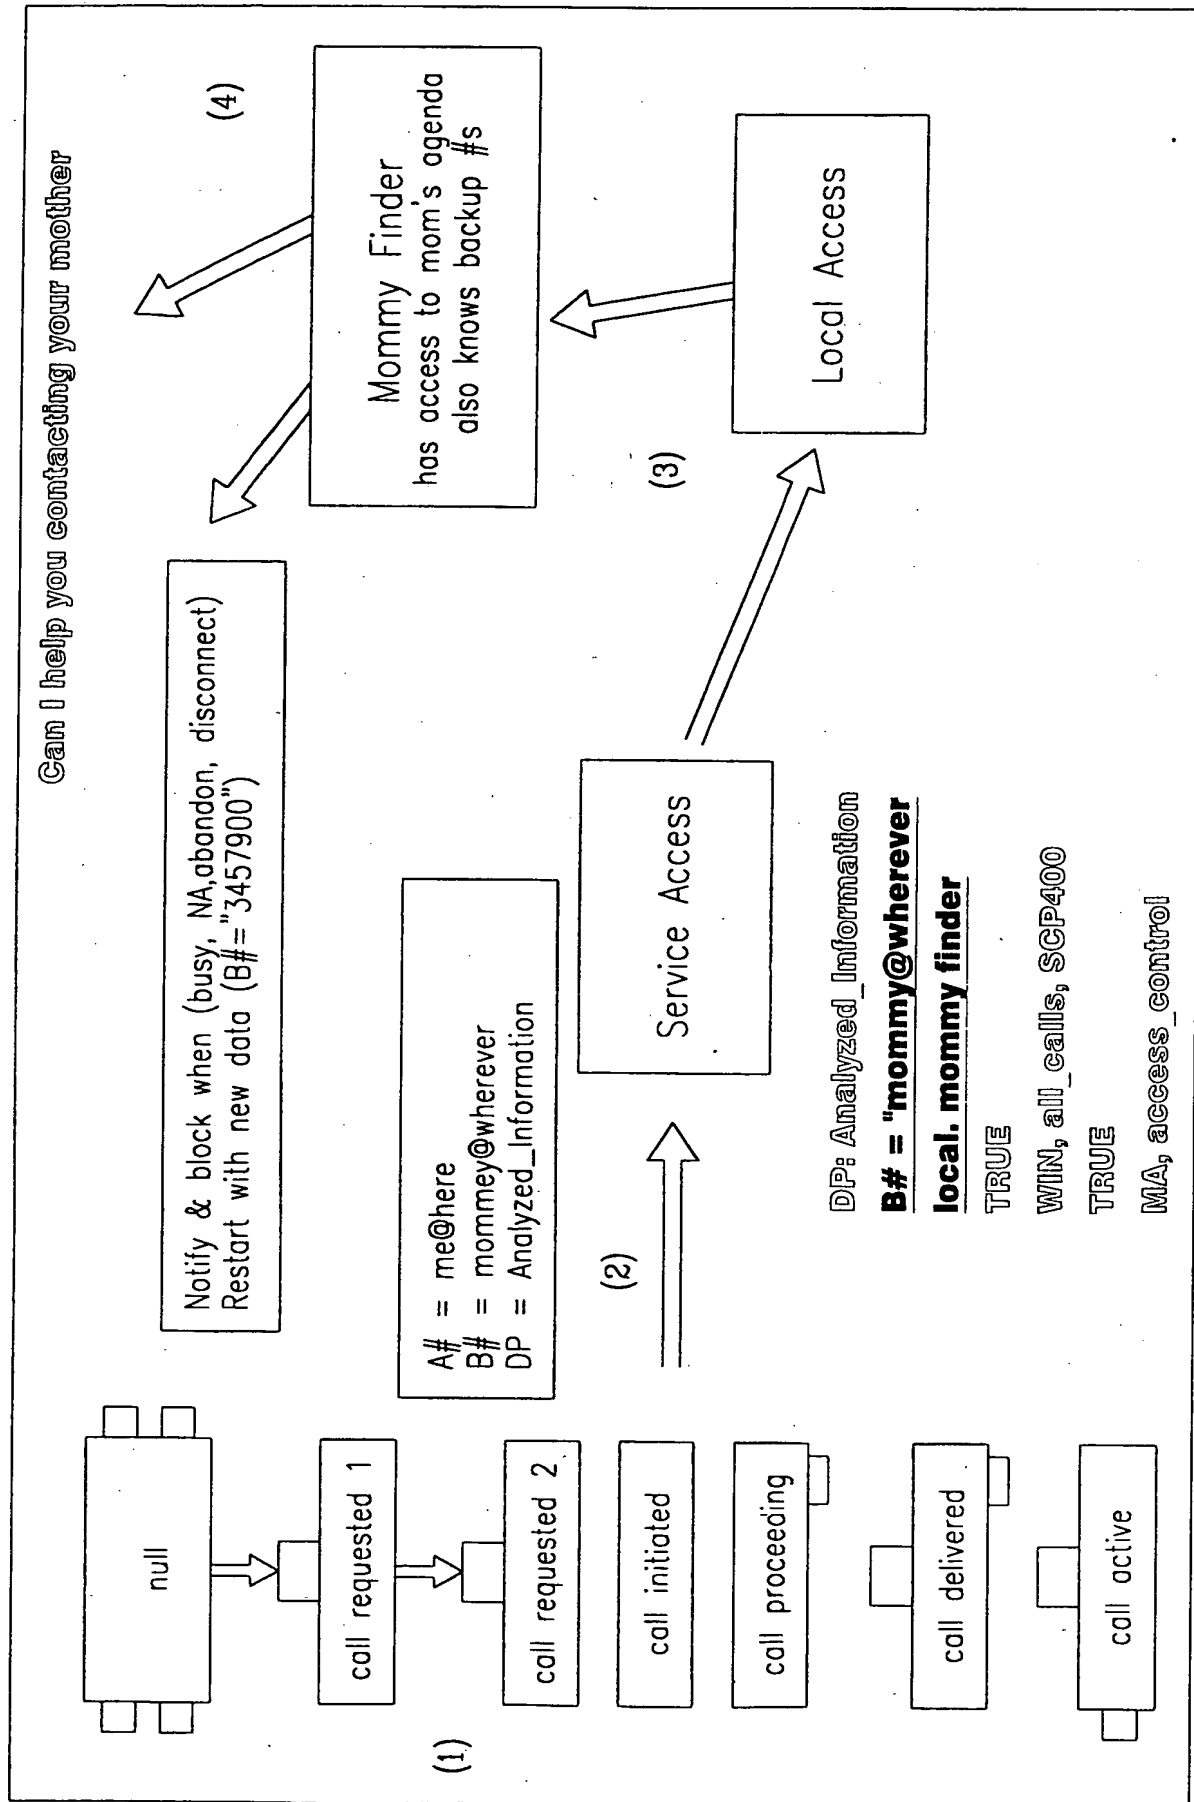 Can I help you contacting your mother
(4)
Notify & block when (busy, NA,abandon, disconnect)
Restart with new data (B#="3457900")
Mommy Finder
has access to mom's agenda
also knows backup #s
null
call requested 1
call requested 2
call initiated
call proceeding
call delivered
call active
(1)
A# = me@here
B# = mommey@wherever
DP = Analyzed_Information
(2)
Service Access
(3)
Local Access
DP: Analyzed_Information
B# = "mommy@wherever
local. mommy finder
TRUE
WIN, all_calls, SCP400
TRUE
MA, access_control